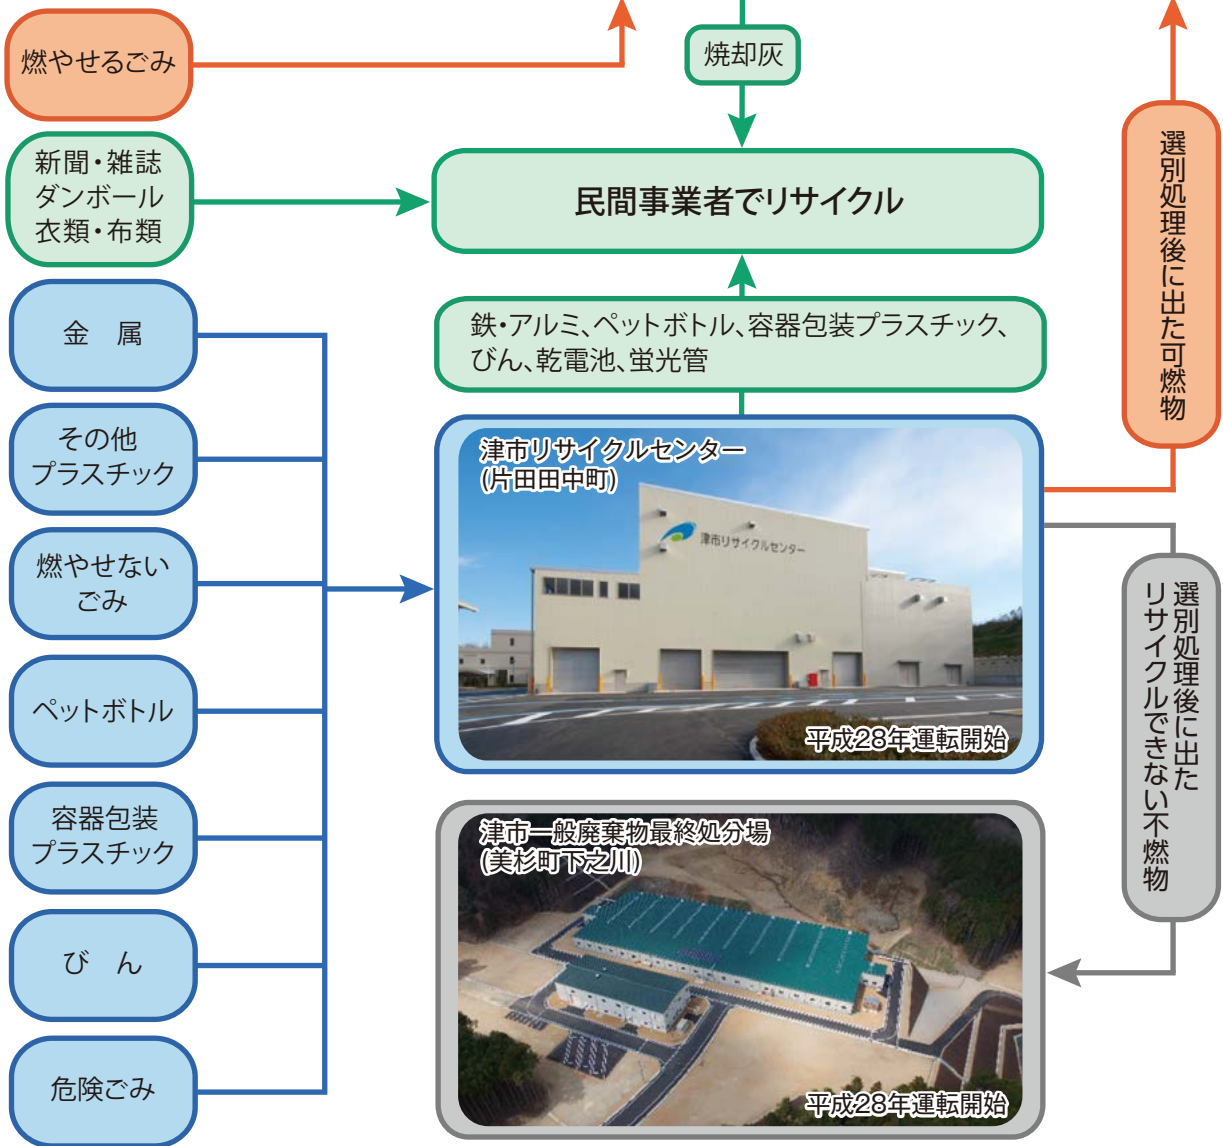 燃やせるごみ
焼却灰
新聞・雑誌
ダンボール
衣類・布類
民間事業者でリサイクル
選別処理後に出た可燃物
金　属
鉄・アルミ、ペットボトル、容器包装プラスチック、
びん、乾電池、蛍光管
その他
プラスチック
津市リサイクルセンター
(片田田中町)
津市リサイクルセンター
燃やせない
ごみ
選別処理後に出た
リサイクルできない不燃物
ペットボトル
平成28年運転開始
容器包装
プラスチック
津市一般廃棄物最終処分場
(美杉町下之川)
び　ん
危険ごみ
平成28年運転開始